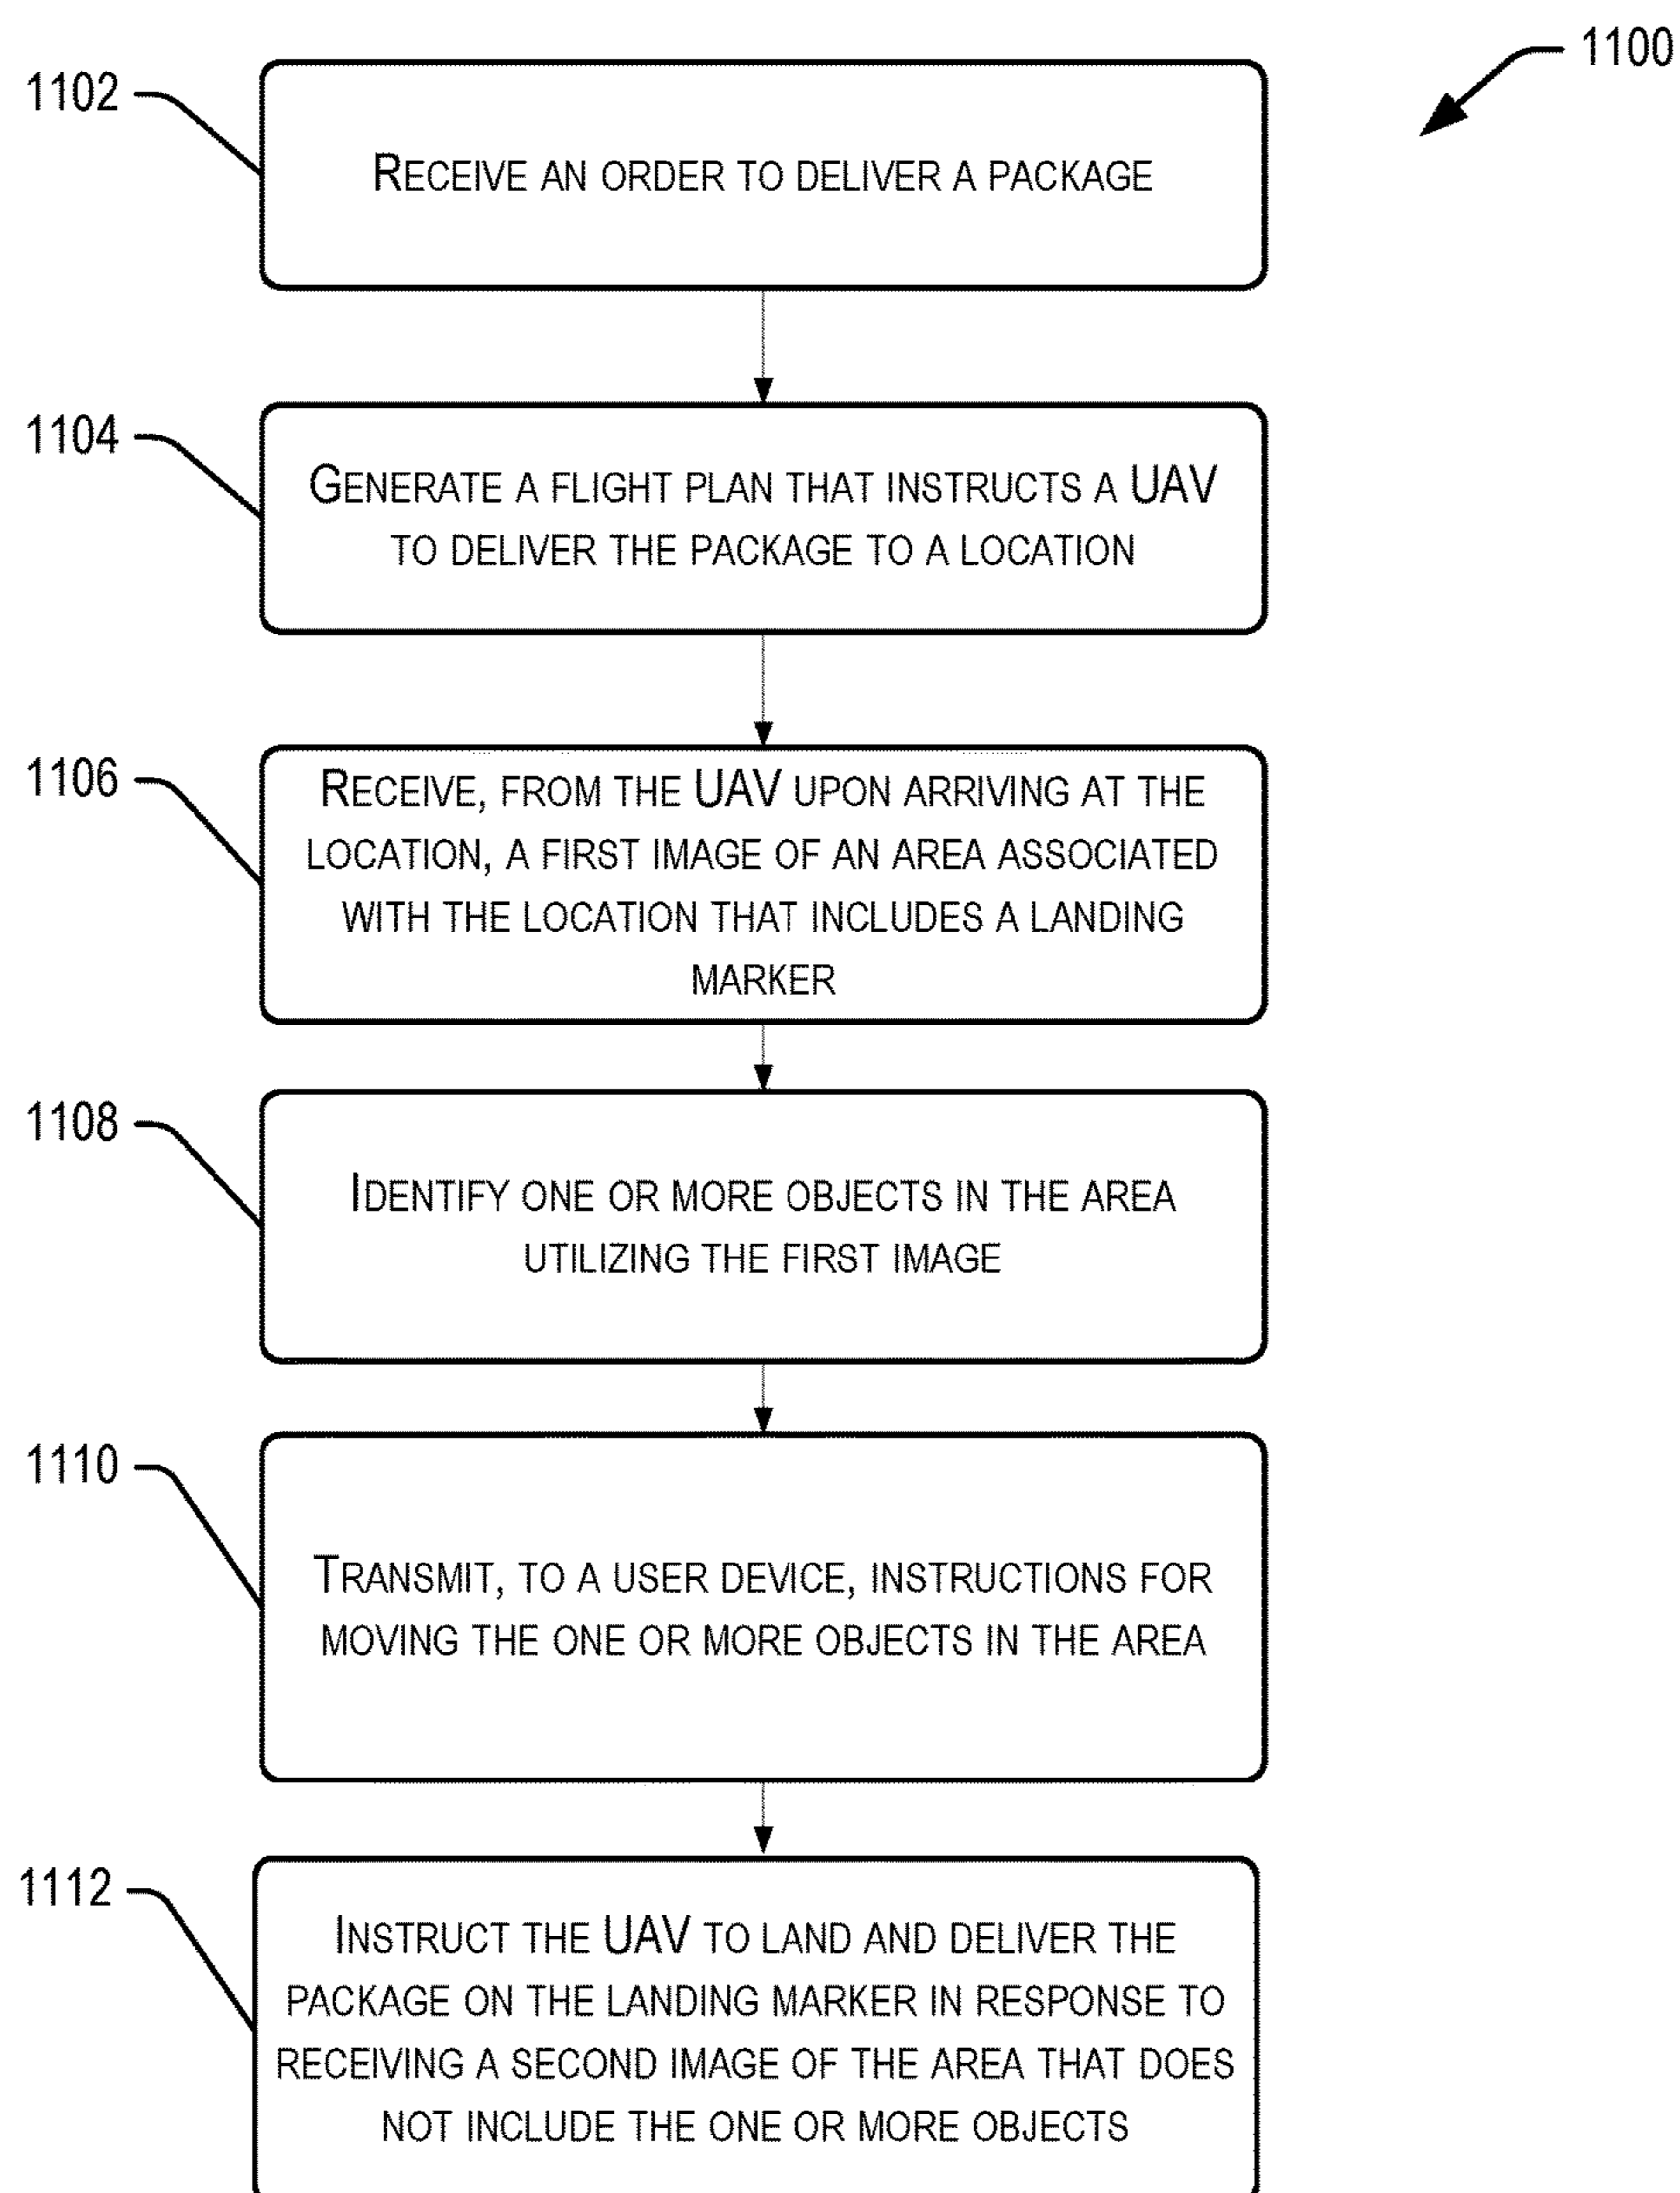 1100
1102
RECEIVE AN ORDER TO DELIVER A PACKAGE
1104
GENERATE A FLIGHT PLAN THAT INSTRUCTS A UAV
TO DELIVER THE PACKAGE TO A LOCATION
1106
RECEIVE, FROM THE UAV UPON ARRIVING AT THE
LOCATION, A FIRST IMAGE OF AN AREA ASSOCIATED
WITH THE LOCATION THAT INCLUDES A LANDING
MARKER
1108
IDENTIFY ONE OR MORE OBJECTS IN THE AREA
UTILIZING THE FIRST IMAGE
1110
TRANSMIT, TO A USER DEVICE, INSTRUCTIONS FOR
MOVING THE ONE OR MORE OBJECTS IN THE AREA
1112
INSTRUCT THE UAV TO LAND AND DELIVER THE
PACKAGE ON THE LANDING MARKER IN RESPONSE TO
RECEIVING A SECOND IMAGE OF THE AREA THAT DOES
NOT INCLUDE THE ONE OR MORE OBJECTS